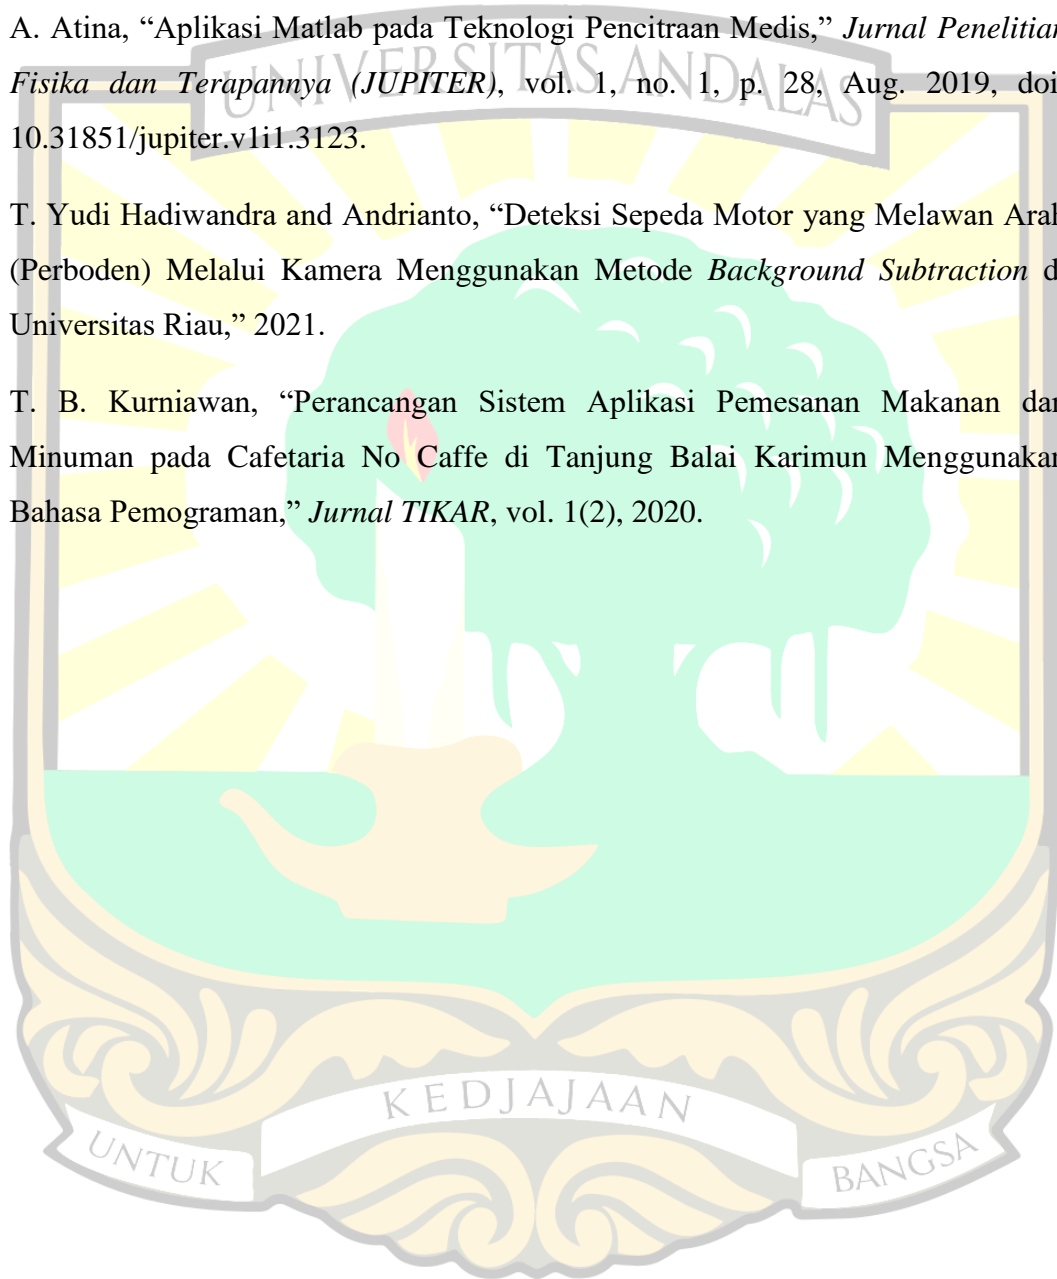 A. Atina, “Aplikasi Matlab pada Teknologi Pencitraan Medis,” Jurnal Penelitian
Fisika dan Terapannya (JUPITER), vol. 1, no. 1, p. 28, Aug. 2019, doi
10.31851/jupiter.v1i1.3123.
T. Yudi Hadiwandra and Andrianto, “Deteksi Sepeda Motor yang Melawan Arah
(Perboden) Melalui Kamera Menggunakan Metode Background Subtraction di
Universitas Riau,” 2021.
T. B. Kurniawan, “Perancangan Sistem Aplikasi Pemesanan Makanan dan
Minuman pada Cafetaria No Caffe di Tanjung Balai Karimun Menggunakan
Bahasa Pemograman,” Jurnal TIKAR, vol. 1(2), 2020.
UNIVERSITAS ANDALAS
UNTUK KEDJAJAAN BANGSA